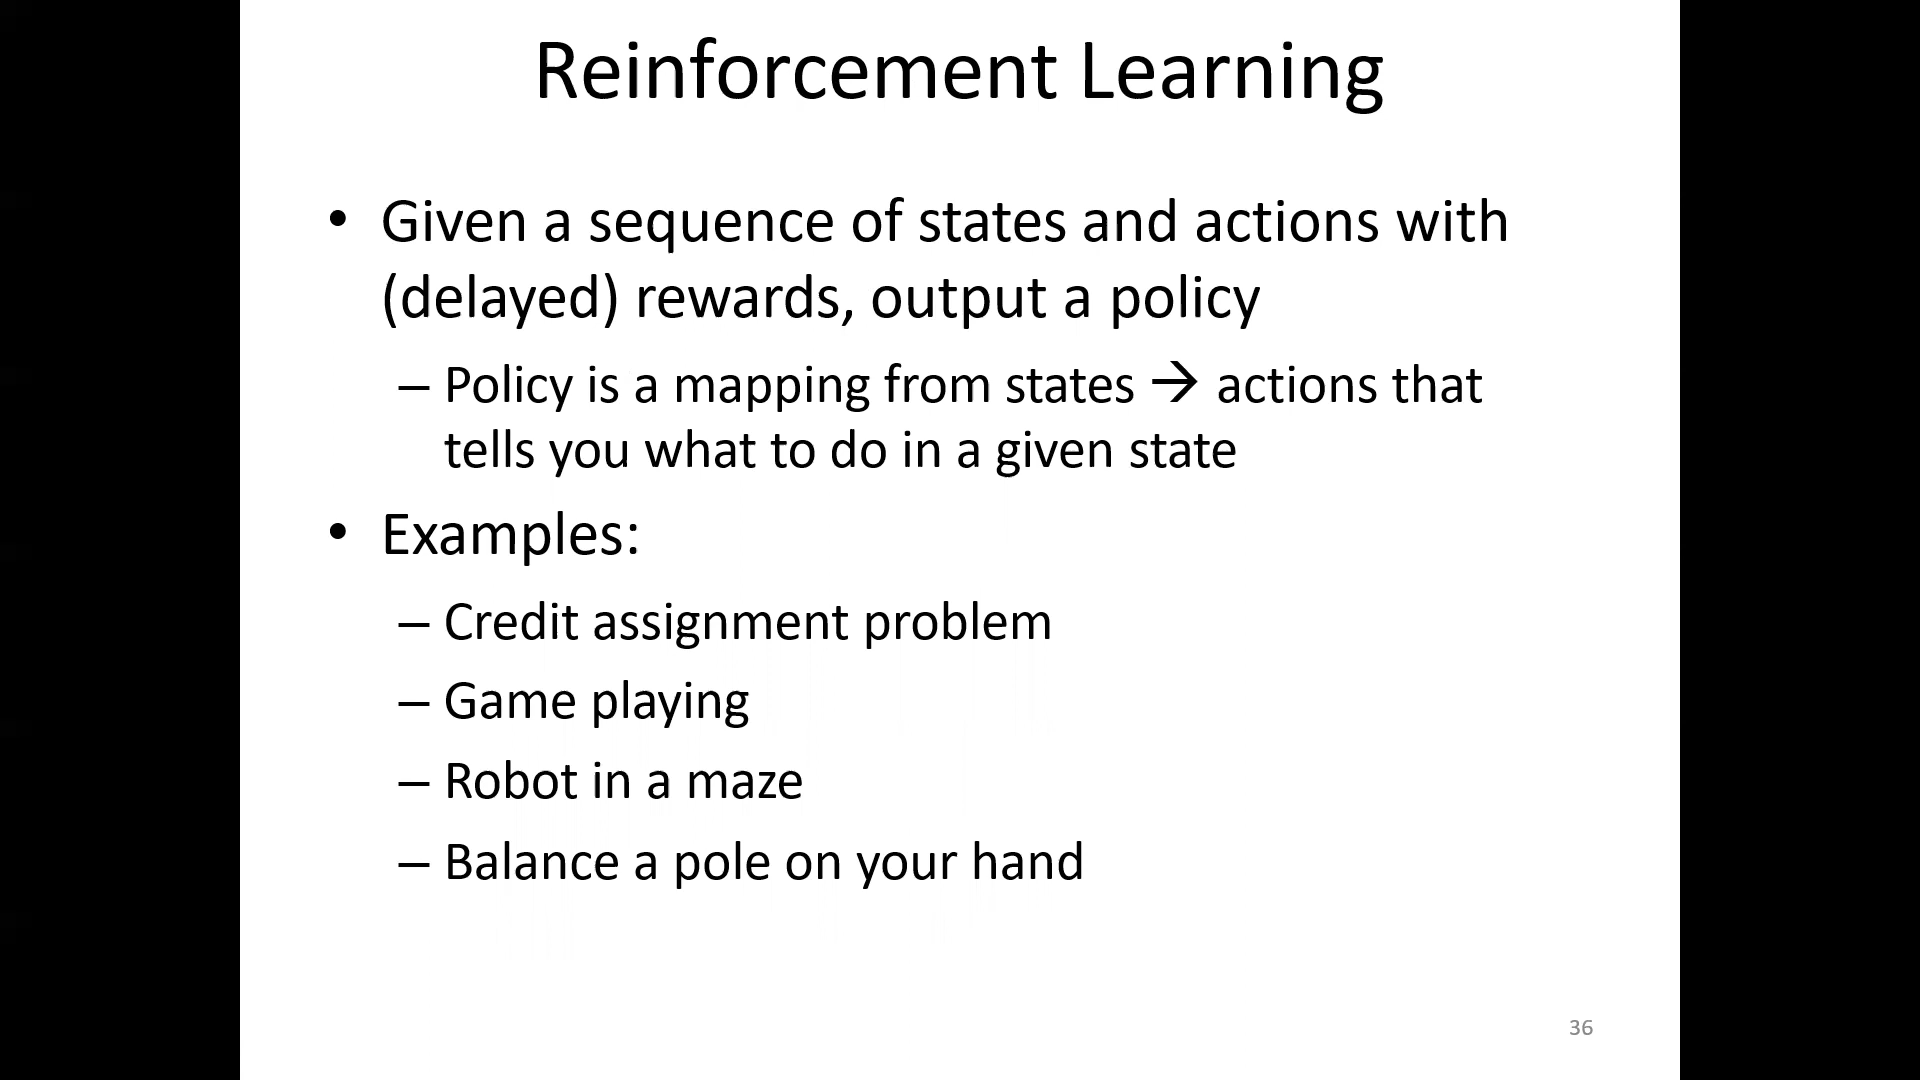 Reinforcement Learning
• Given a sequence of states and actions with
(delayed) rewards, output a policy
– Policy is a mapping from states → actions that
tells you what to do in a given state
• Examples:
– Credit assignment problem
– Game playing
– Robot in a maze
– Balance a pole on your hand
36